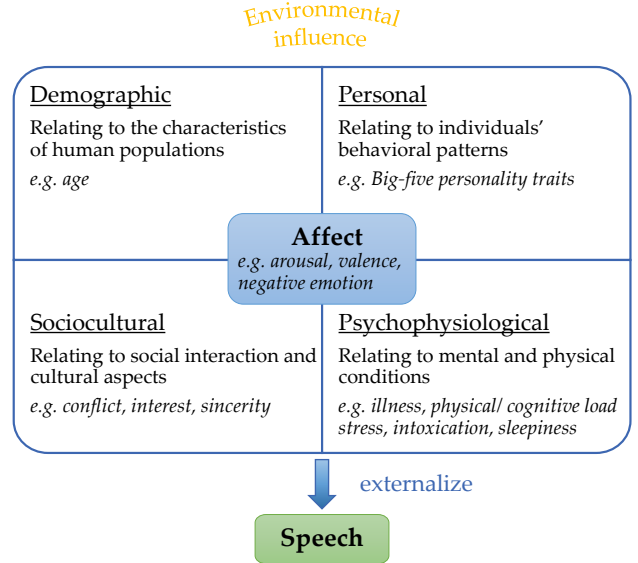 Environmental
influence
Demographic
Relating to the characteristics
of human populations
e.g. age
Personal
Relating to individuals'
behavioral patterns
e.g. Big-five personality traits
Affect
e.g. arousal, valence,
negative emotion
Sociocultural
Relating to social interaction and
cultural aspects
e.g. conflict, interest, sincerity
Psychophysiological
Relating to mental and physical
conditions
e.g. illness, physical/ cognitive load
stress, intoxication, sleepiness
externalize
Speech